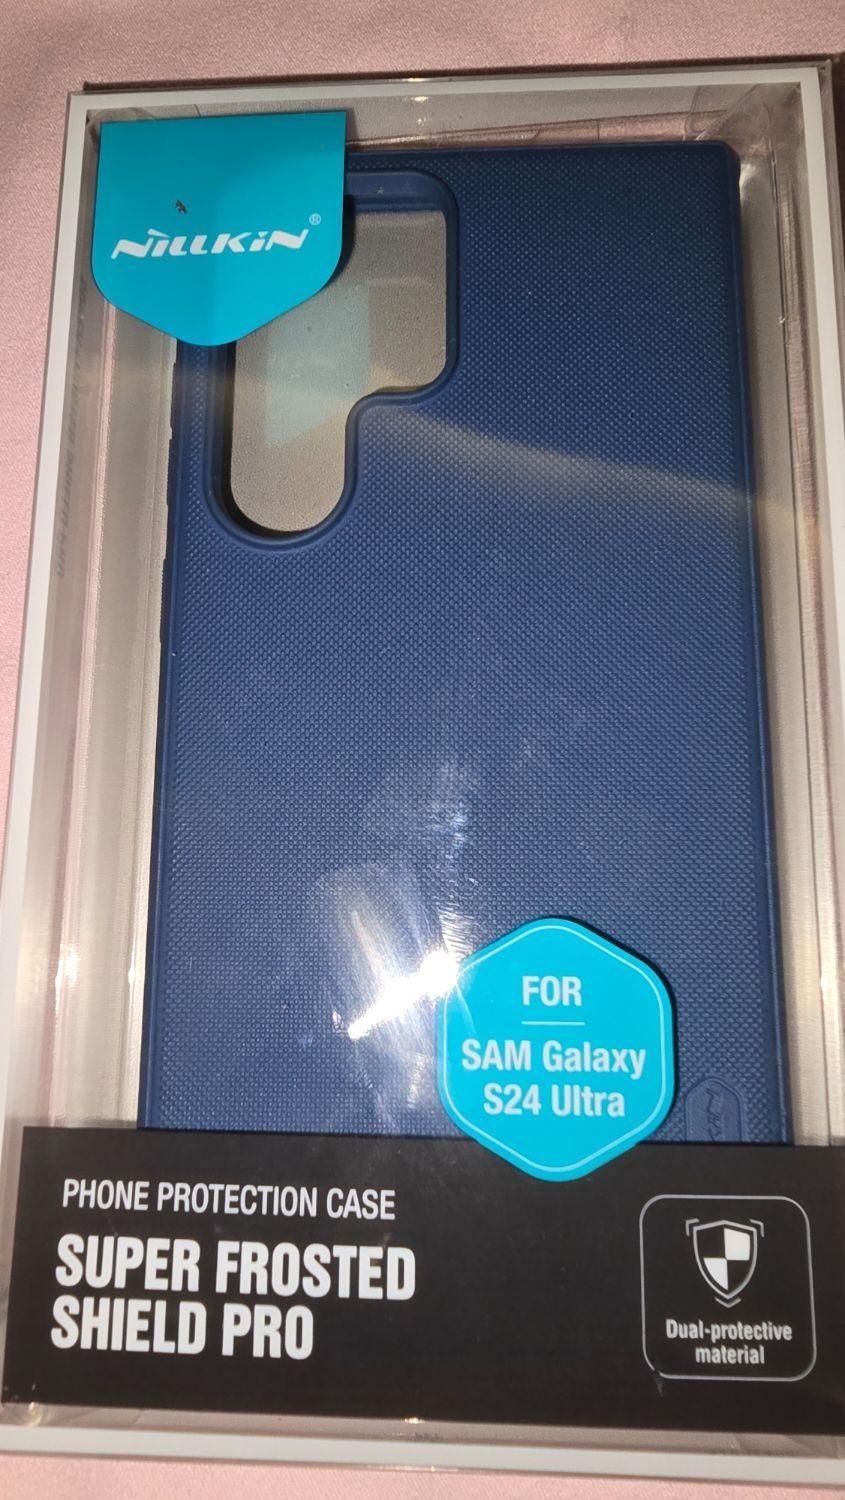 NILLKIN®
FOR
SAM Galaxy
S24 Ultra
PHONE PROTECTION CASE
SUPER FROSTED
SHIELD PRO
Dual-protective
material